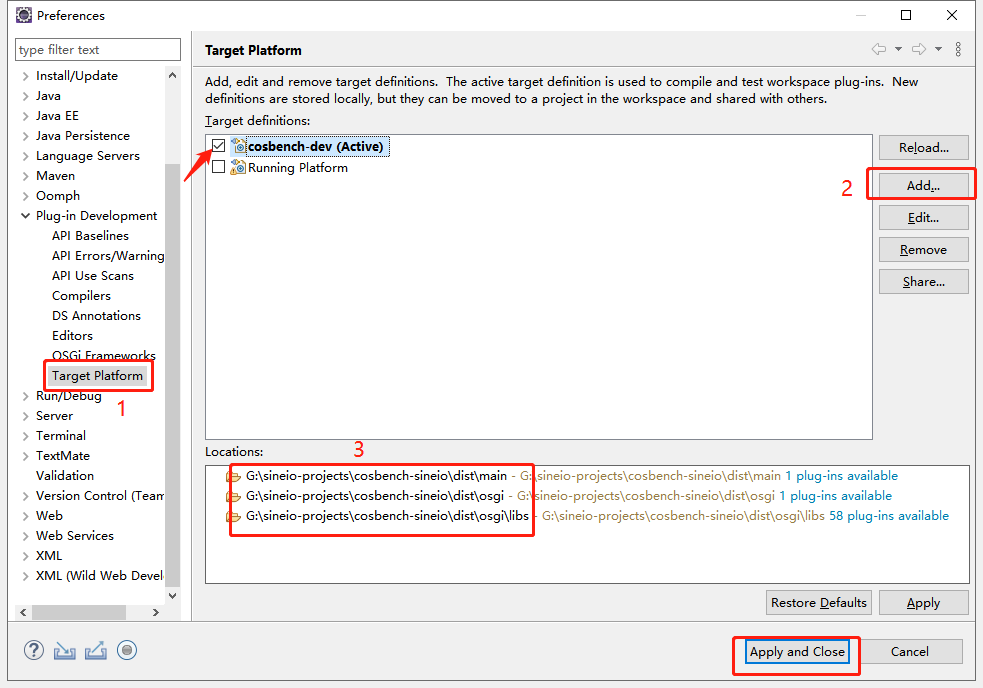 Preferences
type filter text
Install/Update
Java
Java EE
Java Persistence
Language Servers
Maven
Oomph
Plug-in Development
API Baselines
API Errors/Warning
API Use Scans
Compilers
DS Annotations
Editors
OSGi Frameworks
Target Platform
1
Run/Debug
Server
Terminal
TextMate
Validation
Version Control (Team
Web
Web Services
XML
XML (Wild Web Devel
Target Platform
Add, edit and remove target definitions. The active target definition is used to compile and test workspace plug-ins. New
definitions are stored locally, but they can be moved to a project in the workspace and shared with others.
Target definitions:
cosbench-dev (Active)
Running Platform
Reload...
2
Add...
Edit...
Remove
Share...
Locations:
3
G:\sineio-projects\cosbench-sineio\dist\main - G:\sineio-projects\cosbench-sineio\dist\main 1 plug-ins available
G:\sineio-projects\cosbench-sineio\dist\osgi - G:\sineio-projects\cosbench-sineio\dist\osgi 1 plug-ins available
G:\sineio-projects\cosbench-sineio\dist\osgi\libs - G:\sineio-projects\cosbench-sineio\dist\osgi\libs 58 plug-ins available
Restore Defaults
Apply
Apply and Close
Cancel